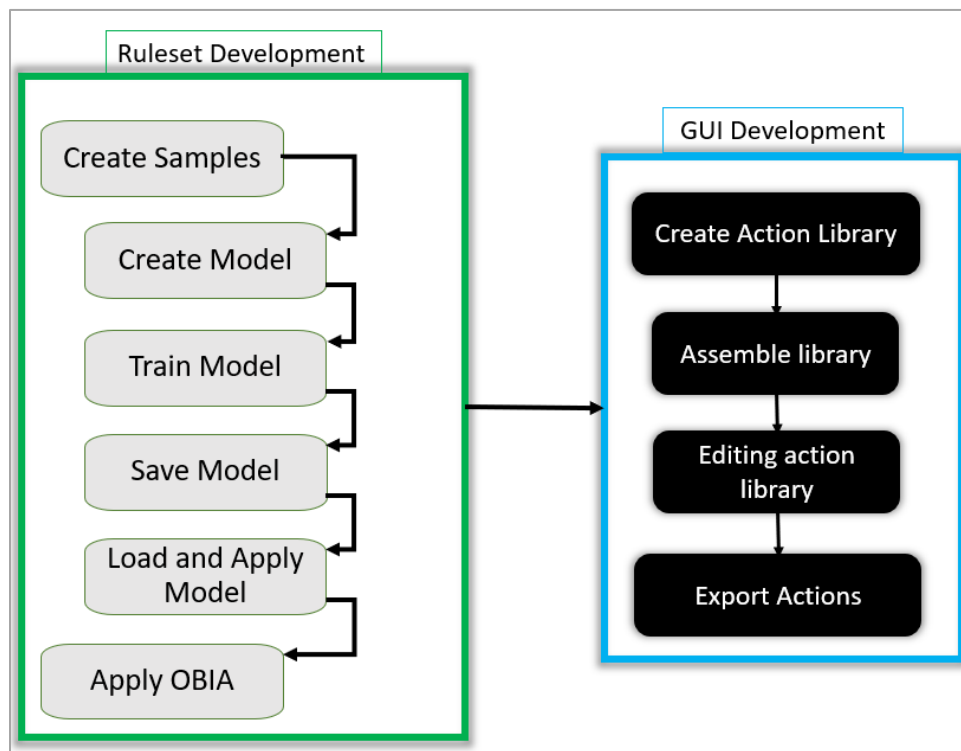 Ruleset Development
Create Samples
Create Model
Train Model
Save Model
Load and Apply
Model
Apply OBIA
GUI Development
Create Action Library
Assemble library
Editing action
library
Export Actions